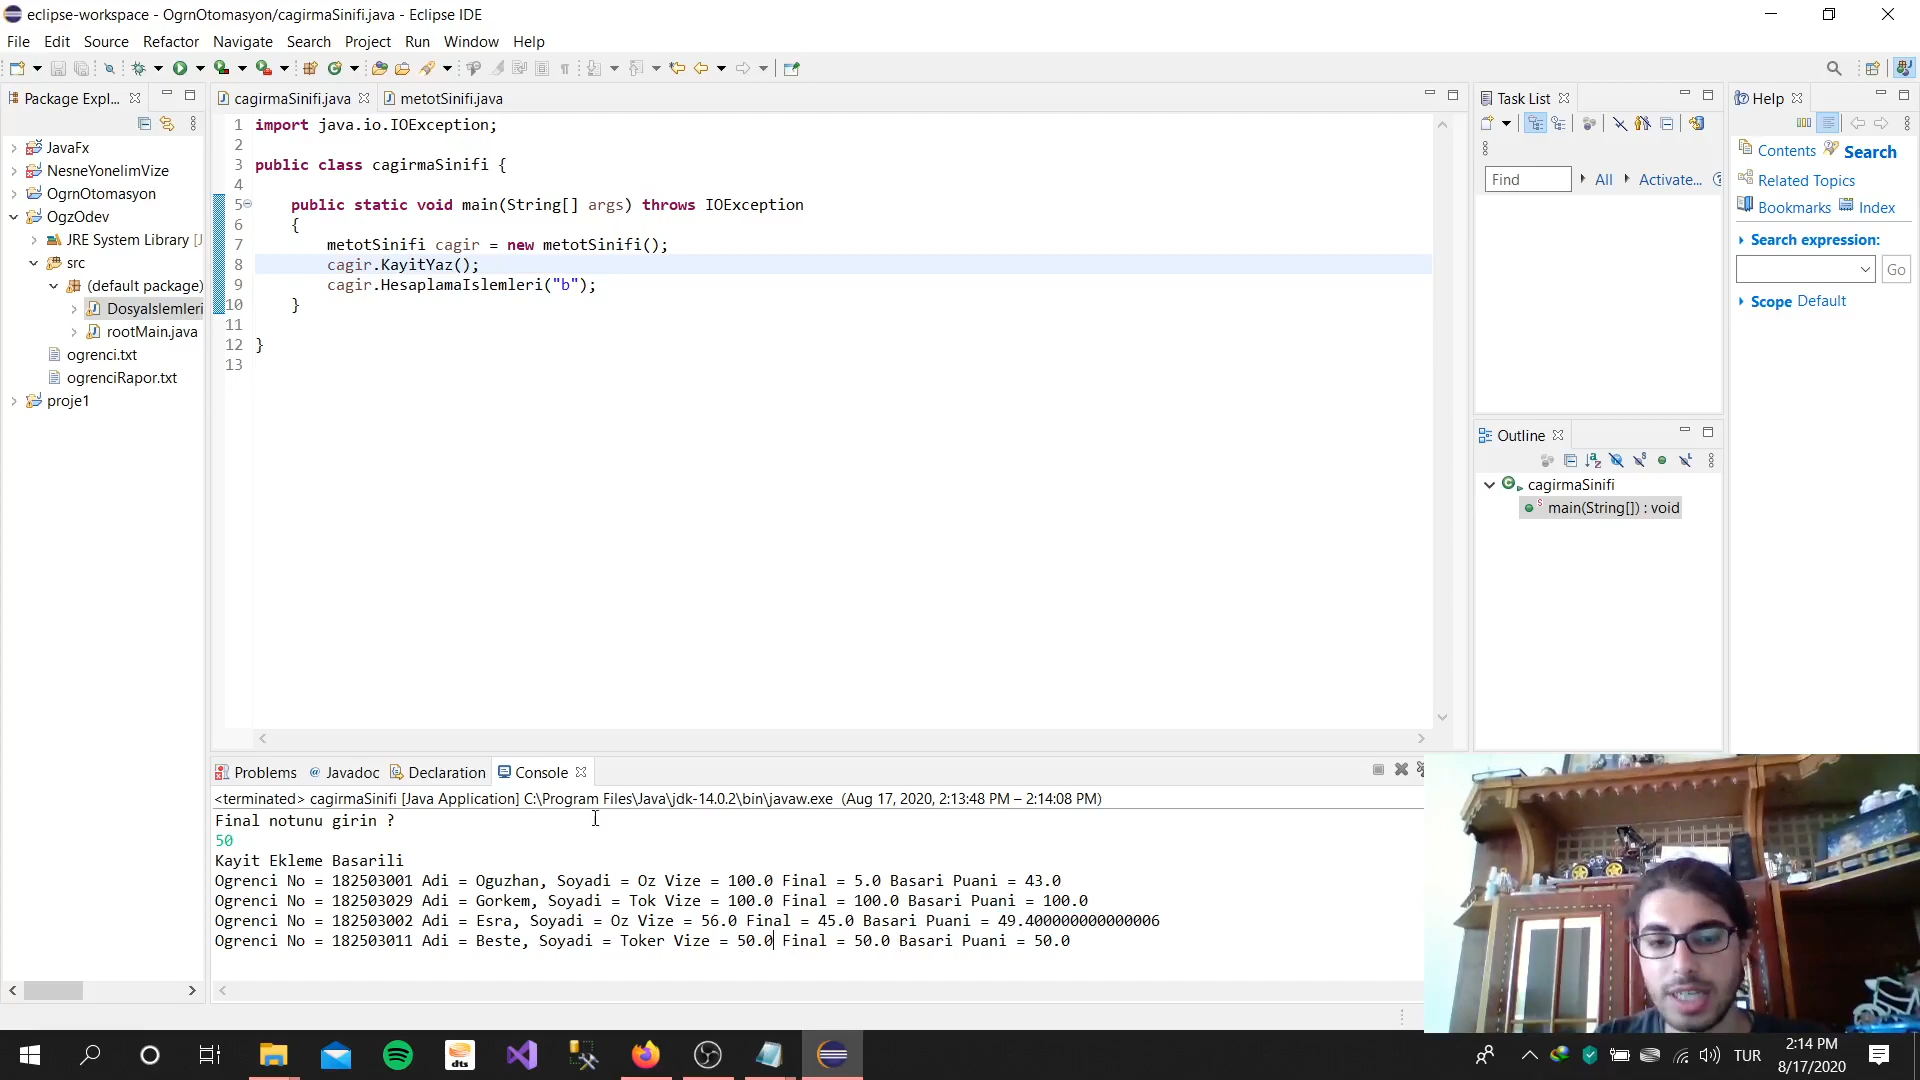 eclipse-workspace - OgrnOtomasyon/cagirmaSinifi.java - Eclipse IDE
File Edit Source Refactor Navigate Search Project Run Window Help
Package Expl...
JavaFx
NesneYonelimVize
OgrnOtomasyon
OgzOdev
JRE System Library [J
src
(default package)
DosyaIslemleri
rootMain.java
ogrenci.txt
ogrenciRapor.txt
proje1
cagirmaSinifi.java metotSinifi.java
1 import java.io.IOException;
2
3 public class cagirmaSinifi {
4
5 public static void main(String[] args) throws IOException
6 {
7 metotSinifi cagir = new metotSinifi();
8 cagir.KayitYaz();
9 cagir.HesaplamaIslemleri("b");
10 }
11
12 }
13
Task List
Find All Activate...
Outline
cagirmaSinifi
main(String[]) : void
Help
Contents Search
Related Topics
Bookmarks Index
Search expression:
Go
Scope Default
Problems Javadoc Declaration Console
<terminated> cagirmaSinifi [Java Application] C:\Program Files\Java\jdk-14.0.2\bin\javaw.exe (Aug 17, 2020, 2:13:48 PM – 2:14:08 PM)
Final notunu girin ?
50
Kayit Ekleme Basarili
Ogrenci No = 182503001 Adi = Oguzhan, Soyadi = Oz Vize = 100.0 Final = 5.0 Basari Puani = 43.0
Ogrenci No = 182503029 Adi = Gorkem, Soyadi = Tok Vize = 100.0 Final = 100.0 Basari Puani = 100.0
Ogrenci No = 182503002 Adi = Esra, Soyadi = Oz Vize = 56.0 Final = 45.0 Basari Puani = 49.400000000000006
Ogrenci No = 182503011 Adi = Beste, Soyadi = Toker Vize = 50.0 Final = 50.0 Basari Puani = 50.0
dts
TUR
2:14 PM
8/17/2020